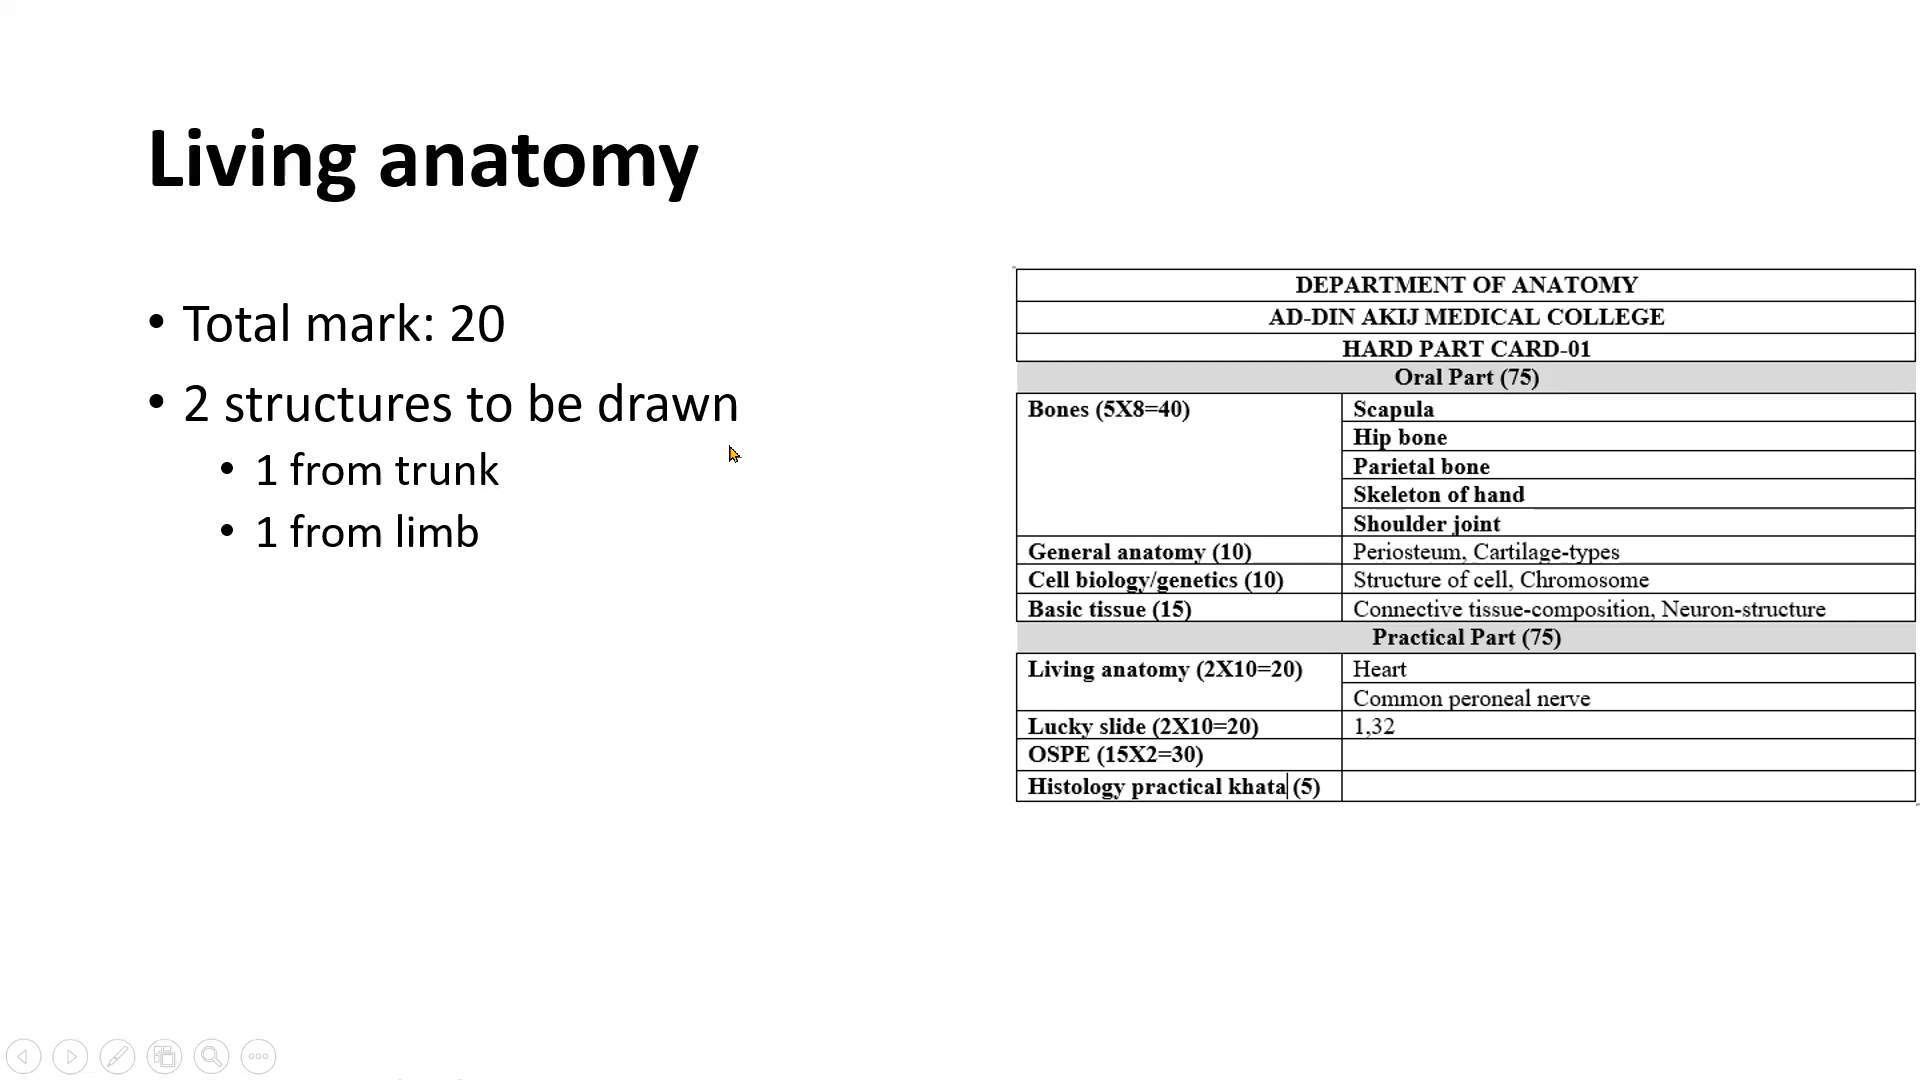 Living anatomy
• Total mark: 20
• 2 structures to be drawn
• 1 from trunk
• 1 from limb
DEPARTMENT OF ANATOMY
AD-DIN AKIJ MEDICAL COLLEGE
HARD PART CARD-01
Oral Part (75)
Bones (5X8=40) Scapula
Hip bone
Parietal bone
Skeleton of hand
Shoulder joint
General anatomy (10) Periosteum, Cartilage-types
Cell biology/genetics (10) Structure of cell, Chromosome
Basic tissue (15) Connective tissue-composition, Neuron-structure
Practical Part (75)
Living anatomy (2X10=20) Heart
Common peroneal nerve
Lucky slide (2X10=20) 1,32
OSPE (15X2=30)
Histology practical khata (5)